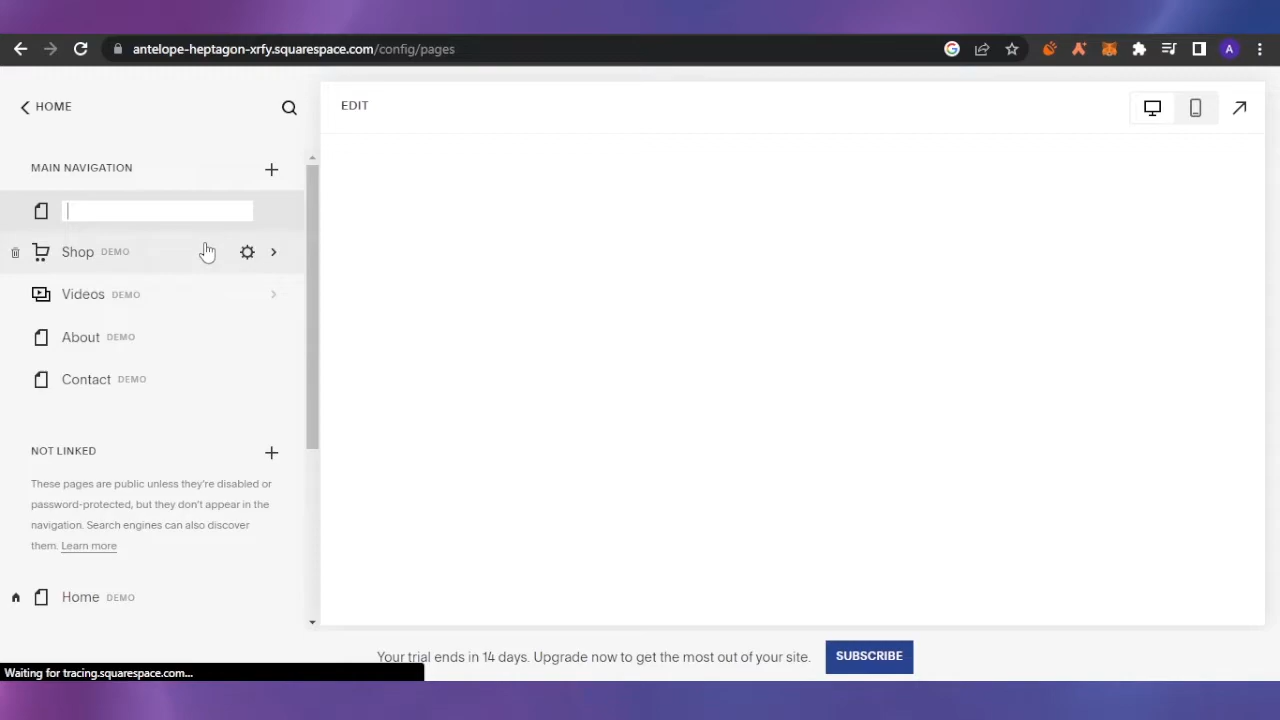 antelope-heptagon-xrfy.squarespace.com/config/pages
A
HOME
EDIT
MAIN NAVIGATION
Shop DEMO
Videos DEMO
About DEMO
Contact DEMO
NOT LINKED
These pages are public unless they're disabled or
password-protected, but they don't appear in the
navigation. Search engines can also discover
them. Learn more
Home DEMO
Your trial ends in 14 days. Upgrade now to get the most out of your site.
SUBSCRIBE
Waiting for tracing.squarespace.com...